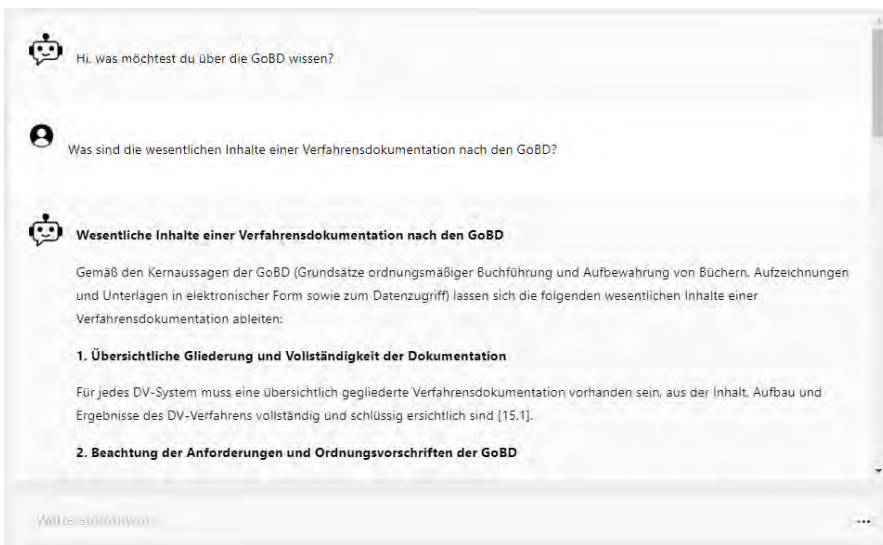 Hi, was möchtest du über die GoBD wissen?
Was sind die wesentlichen Inhalte einer Verfahrensdokumentation nach den GoBD?
Wesentliche Inhalte einer Verfahrensdokumentation nach den GoBD
Gemäß den Kernaussagen der GoBD (Grundsätze ordnungsmäßiger Buchführung und Aufbewahrung von Büchern, Aufzeichnungen
und Unterlagen in elektronischer Form sowie zum Datenzugriff) lassen sich die folgenden wesentlichen Inhalte einer
Verfahrensdokumentation ableiten:
1. Übersichtliche Gliederung und Vollständigkeit der Dokumentation
Für jedes DV-System muss eine übersichtlich gegliederte Verfahrensdokumentation vorhanden sein, aus der Inhalt, Aufbau und
Ergebnisse des DV-Verfahrens vollständig und schlüssig ersichtlich sind [15.1].
2. Beachtung der Anforderungen und Ordnungsvorschriften der GoBD